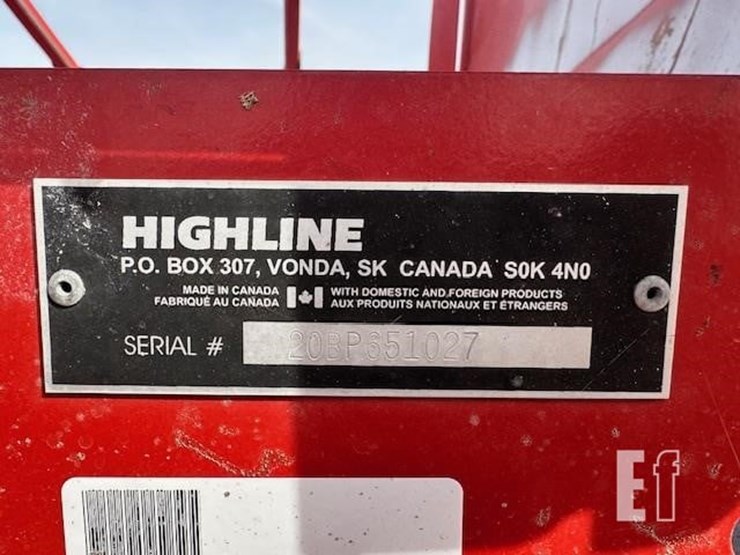 HIGHLINE
P.O. BOX 307, VONDA, SK CANADA S0K 4N0
MADE IN CANADA
FABRIQUÉ AU CANADA
WITH DOMESTIC AND FOREIGN PRODUCTS
AUX PRODUITS NATIONAUX ET ÉTRANGERS
SERIAL # 20BP651027
Ef